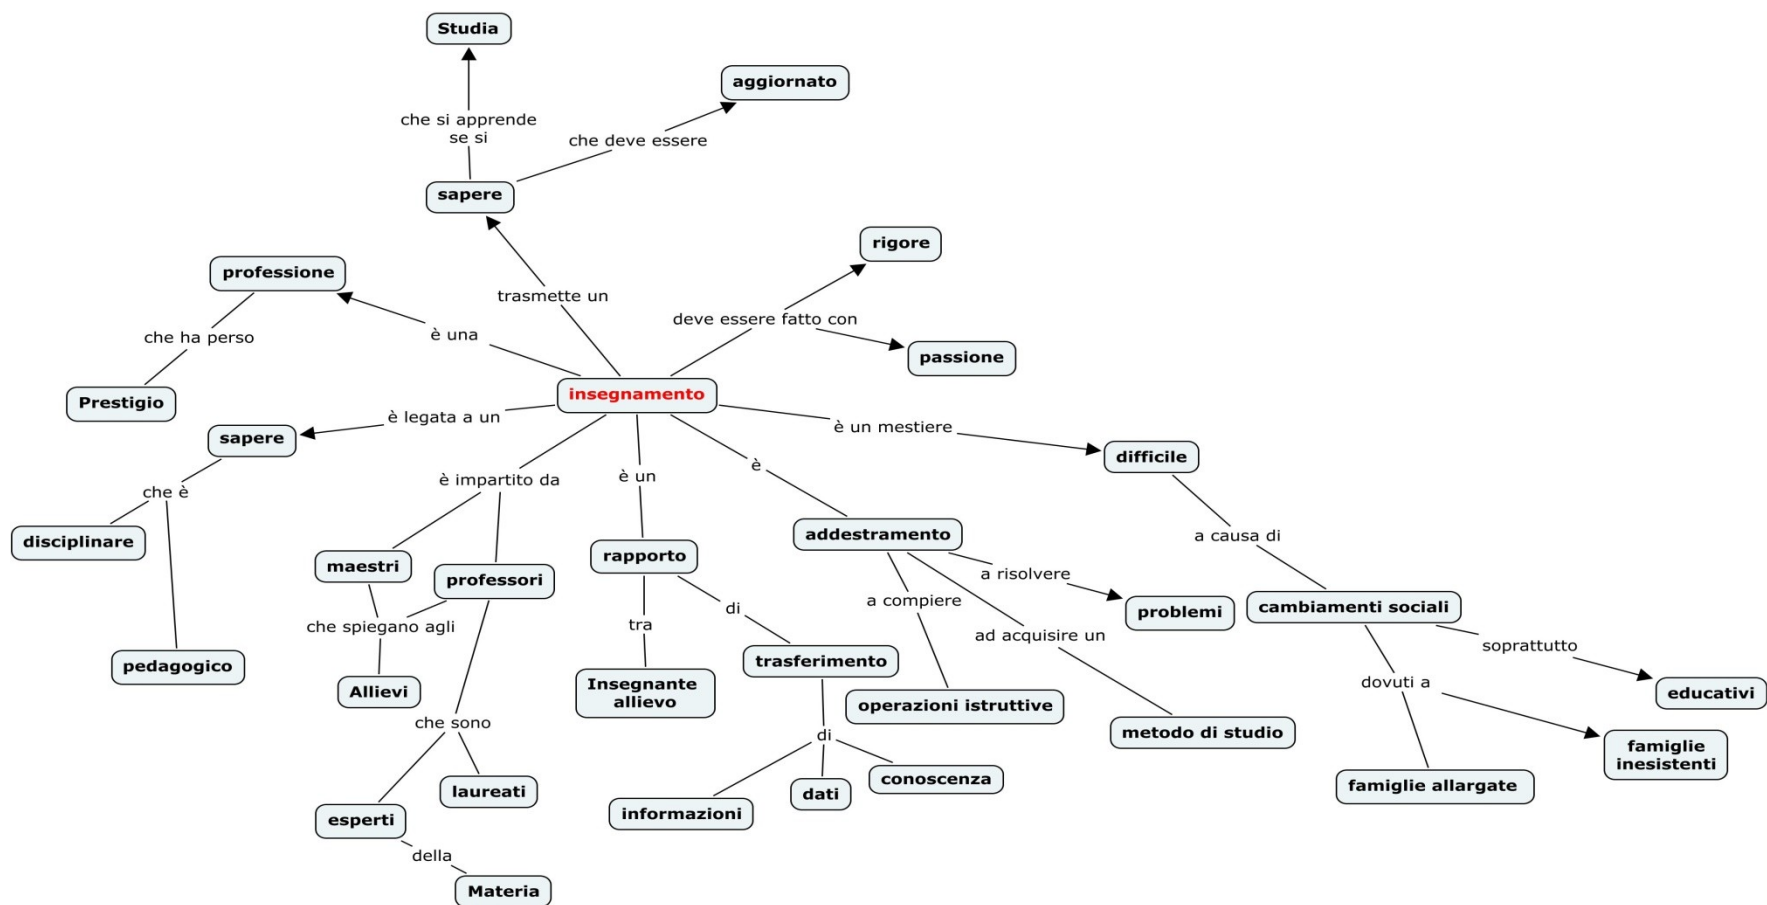 Studia
aggiornato
che si apprende
se si
che deve essere
sapere
rigore
professione
trasmette un
deve essere fatto con
è una
che ha perso
passione
insegnamento
Prestigio
è legata a un
è un mestiere
sapere
difficile
è
è impartito da
è un
che è
disciplinare
addestramento
a causa di
maestri
rapporto
professori
a risolvere
a compiere
problemi
cambiamenti sociali
di
che spiegano agli
tra
ad acquisire un
soprattutto
pedagogico
trasferimento
Allievi
Insegnante
allievo
dovuti a
educativi
operazioni istruttive
che sono
metodo di studio
di
famiglie
inesistenti
conoscenza
famiglie allargate
laureati
dati
informazioni
esperti
della
Materia